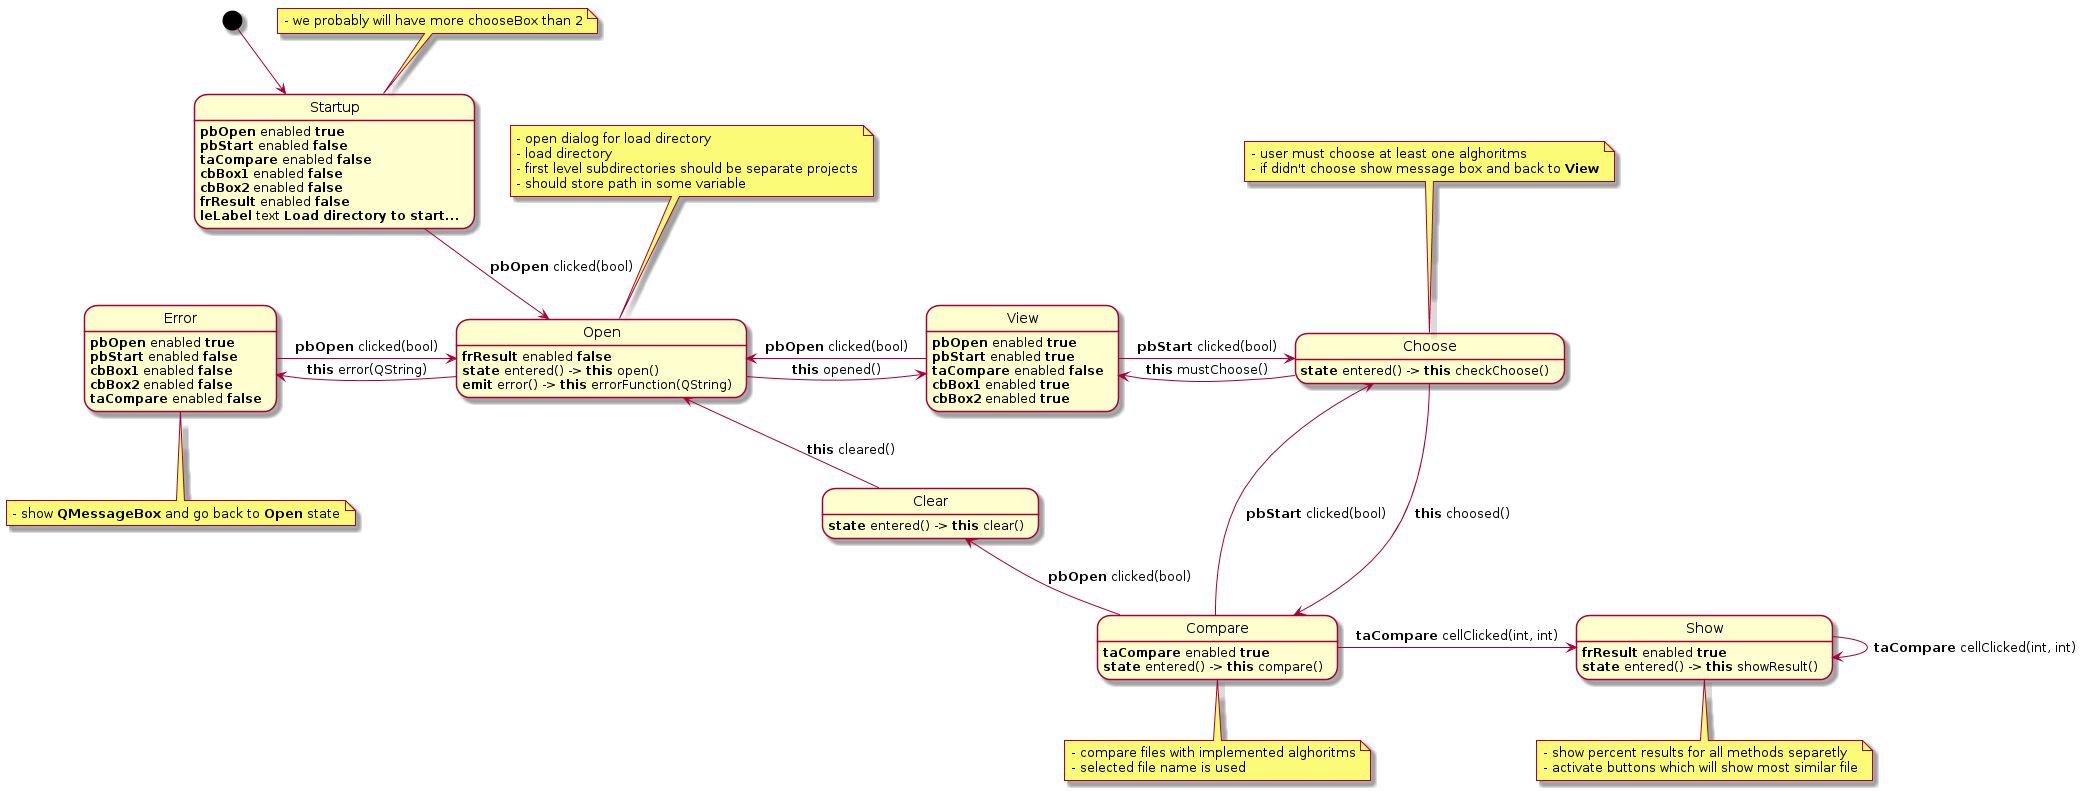 - we probably will have more chooseBox than 2
Startup
pbOpen enabled true
pbStart enabled false
taCompare enabled false
cbBox1 enabled false
cbBox2 enabled false
frResult enabled false
leLabel text Load directory to start...
- open dialog for load directory
- load directory
- first level subdirectories should be separate projects
- should store path in some variable
- user must choose at least one alghoritms
- if didn't choose show message box and back to View
pbOpen clicked(bool)
Error
pbOpen enabled true
pbStart enabled false
cbBox1 enabled false
cbBox2 enabled false
taCompare enabled false
pbOpen clicked(bool)
this error(QString)
Open
frResult enabled false
state entered() -> this open()
emit error() -> this errorFunction(QString)
pbOpen clicked(bool)
this opened()
View
pbOpen enabled true
pbStart enabled true
taCompare enabled false
cbBox1 enabled true
cbBox2 enabled true
pbStart clicked(bool)
this mustChoose()
Choose
state entered() -> this checkChoose()
this cleared()
- show QMessageBox and go back to Open state
Clear
state entered() -> this clear()
pbStart clicked(bool)
this choosed()
pbOpen clicked(bool)
Compare
taCompare enabled true
state entered() -> this compare()
taCompare cellClicked(int, int)
Show
frResult enabled true
state entered() -> this showResult()
taCompare cellClicked(int, int)
- compare files with implemented alghoritms
- selected file name is used
- show percent results for all methods separetly
- activate buttons which will show most similar file